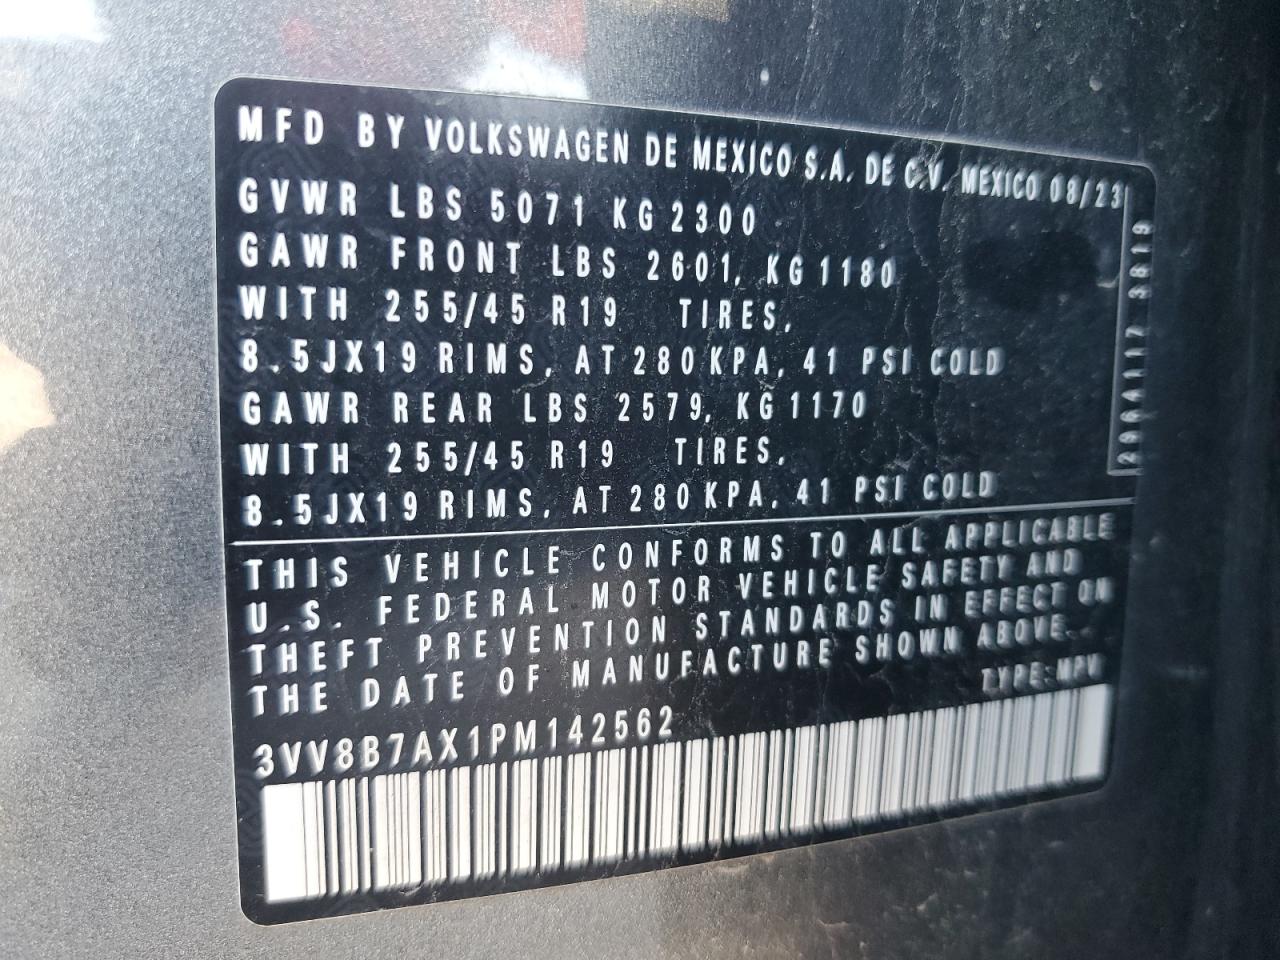 MFD BY VOLKSWAGEN DE MEXICO S.A. DE C.V. MEXICO 08/23
GVWR LBS 5071 KG 2300
GAWR FRONT LBS 2601, KG 1180
WITH 255/45 R19 TIRES,
8.5JX19 RIMS, AT 280 KPA, 41 PSI COLD
GAWR REAR LBS 2579, KG 1170
WITH 255/45 R19 TIRES,
8.5JX19 RIMS, AT 280 KPA, 41 PSI COLD
THIS VEHICLE CONFORMS TO ALL APPLICABLE
U.S. FEDERAL MOTOR VEHICLE SAFETY AND
THEFT PREVENTION STANDARDS IN EFFECT ON
THE DATE OF MANUFACTURE SHOWN ABOVE.
TYPE: MPV
3VV8B7AX1PM142562